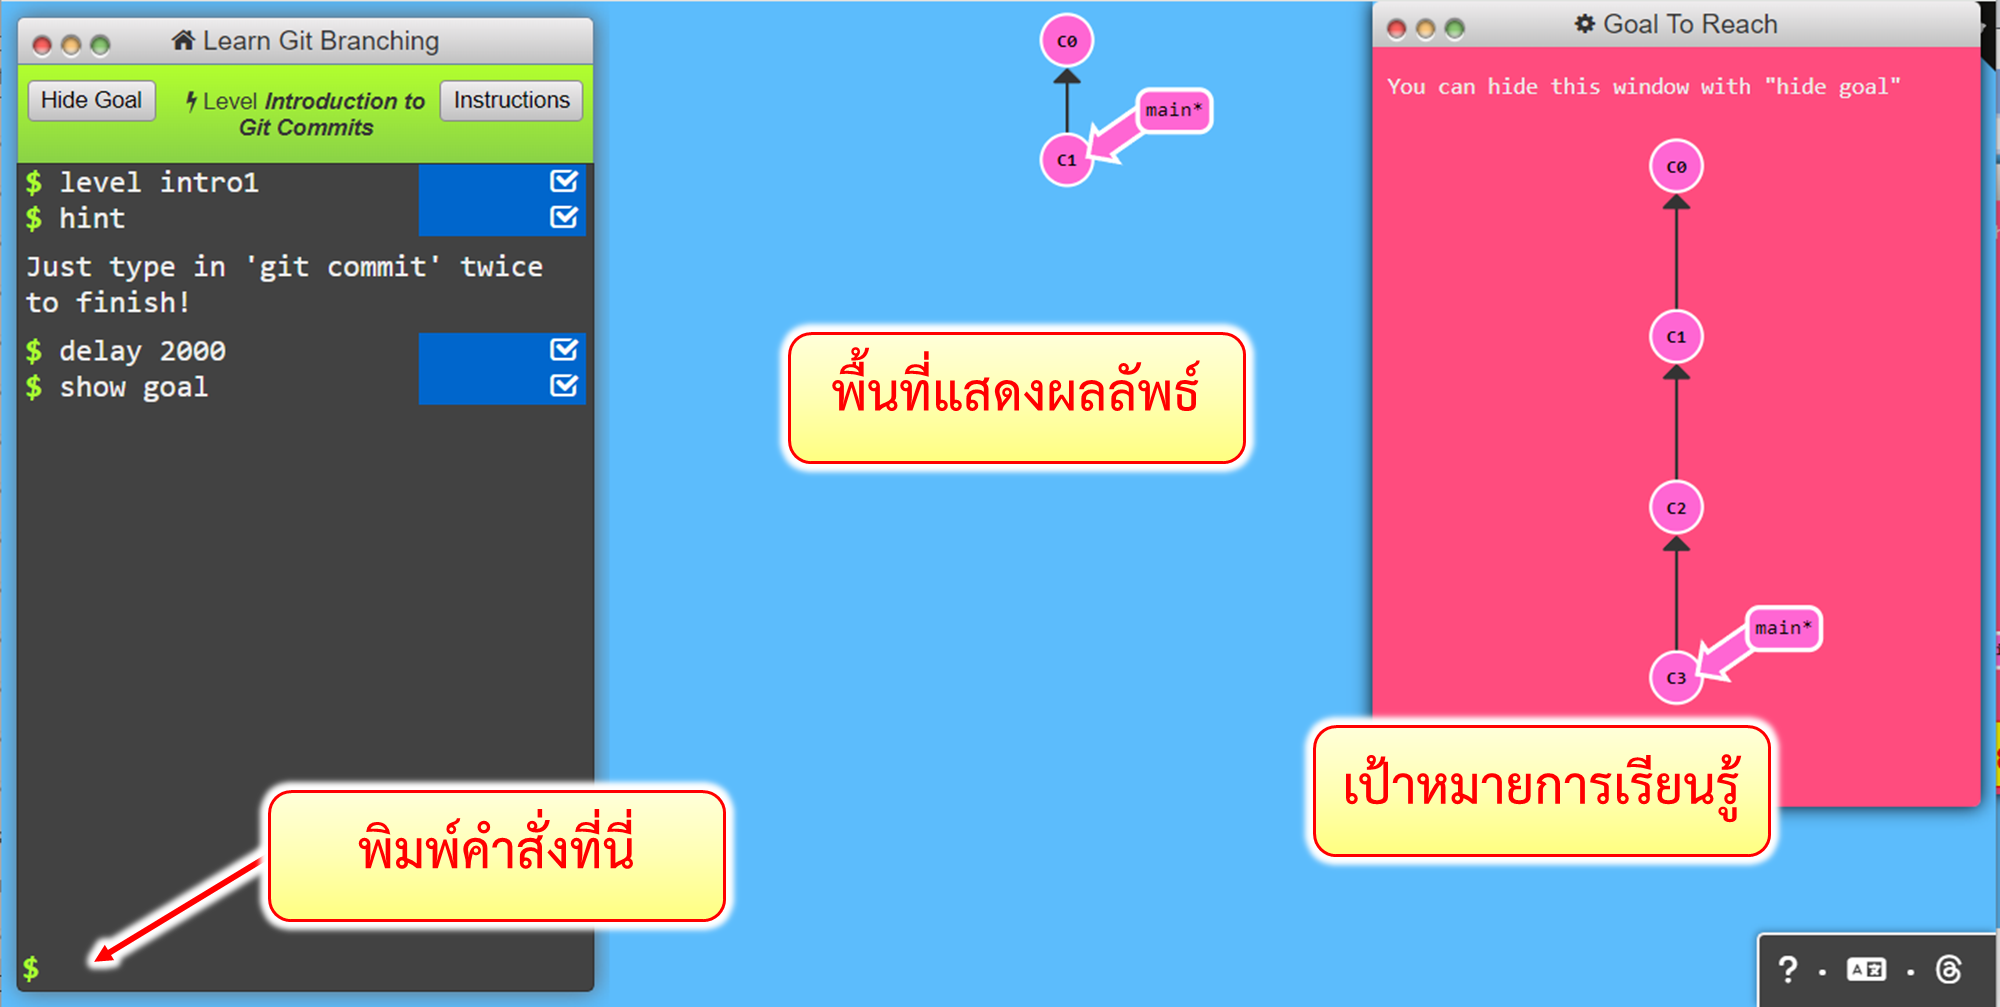 Learn Git Branching
Hide Goal
Level Introduction to
Git Commits
Instructions
$ level intro1
$ hint
Just type in 'git commit' twice
to finish!
$ delay 2000
$ show goal
พิมพ์คำสั่งที่นี่
$
C0
main*
C1
พื้นที่แสดงผลลัพธ์
Goal To Reach
You can hide this window with "hide goal"
C0
C1
C2
main*
C3
เป้าหมายการเรียนรู้
? · A文 ·